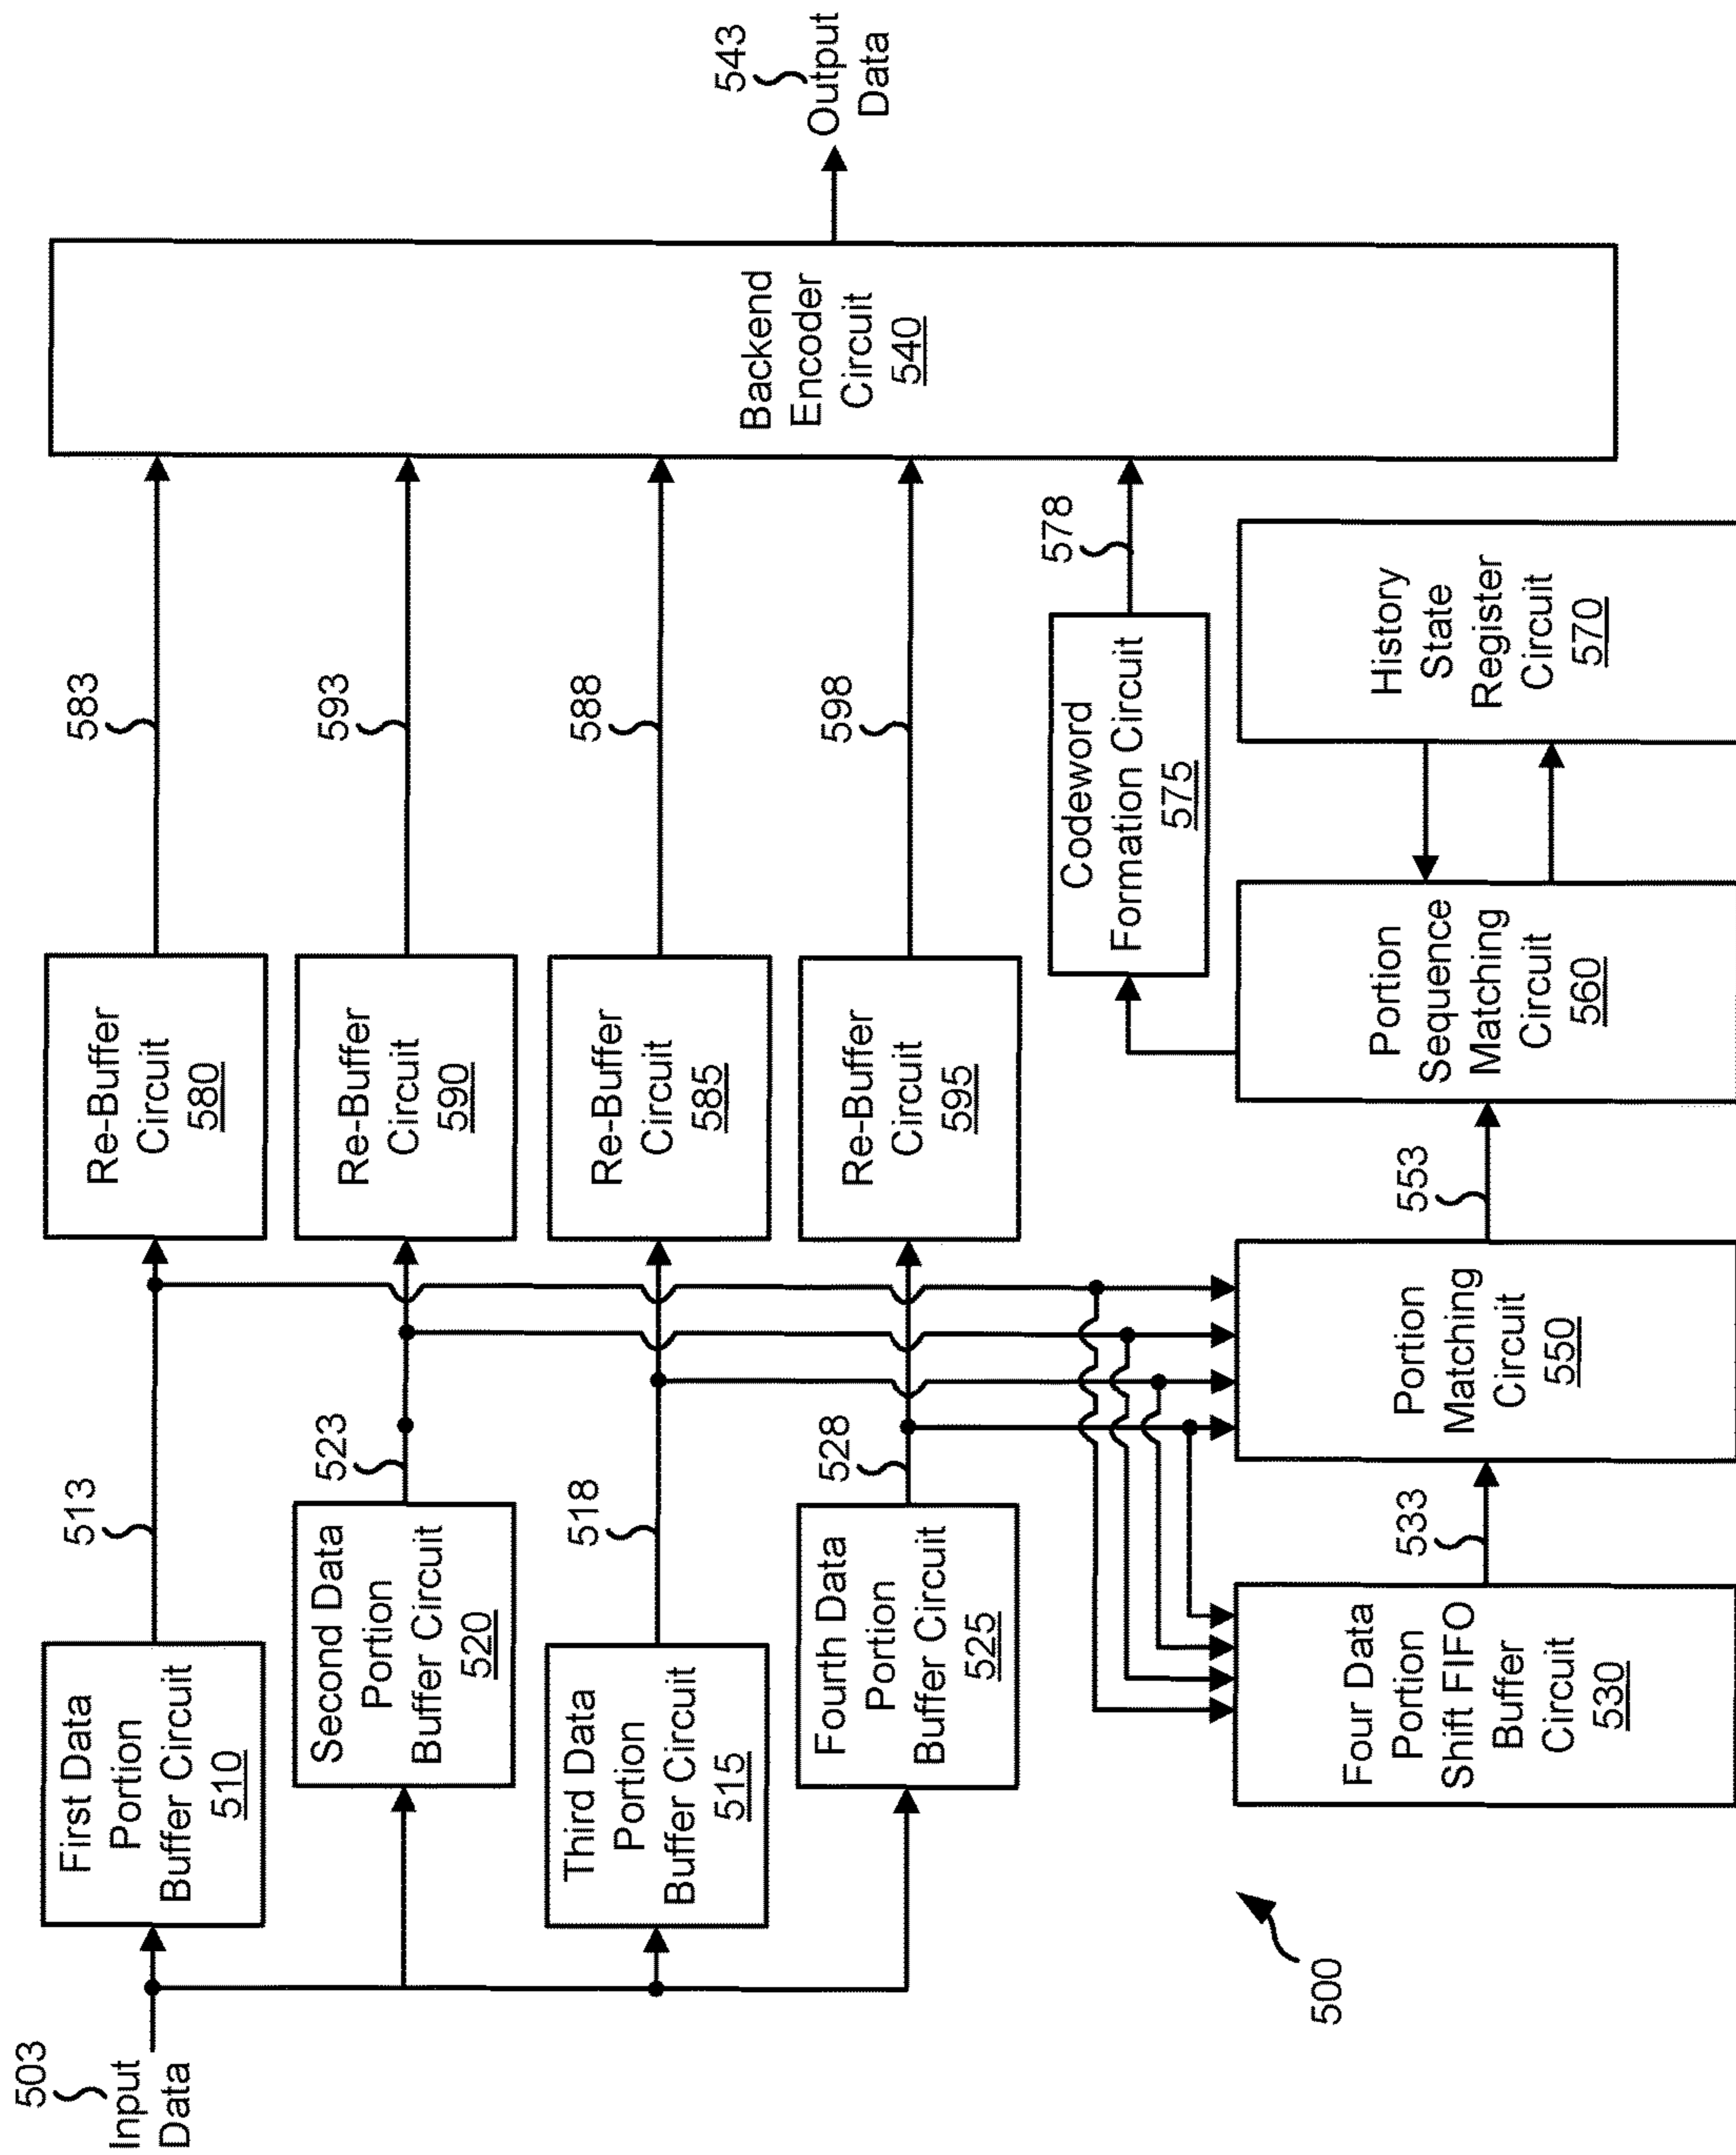 503
Input
Data
First Data
Portion
Buffer Circuit
510
513
Re-Buffer
Circuit
580
583
Second Data
Portion
Buffer Circuit
520
523
Re-Buffer
Circuit
590
593
Third Data
Portion
Buffer Circuit
515
518
Re-Buffer
Circuit
585
588
Fourth Data
Portion
Buffer Circuit
525
528
Re-Buffer
Circuit
595
598
Backend
Encoder
Circuit
540
543
Output
Data
Codeword
Formation Circuit
575
578
Four Data
Portion
Shift FIFO
Buffer
Circuit
530
533
Portion
Matching
Circuit
550
553
Portion
Sequence
Matching
Circuit
560
History
State
Register
Circuit
570
500